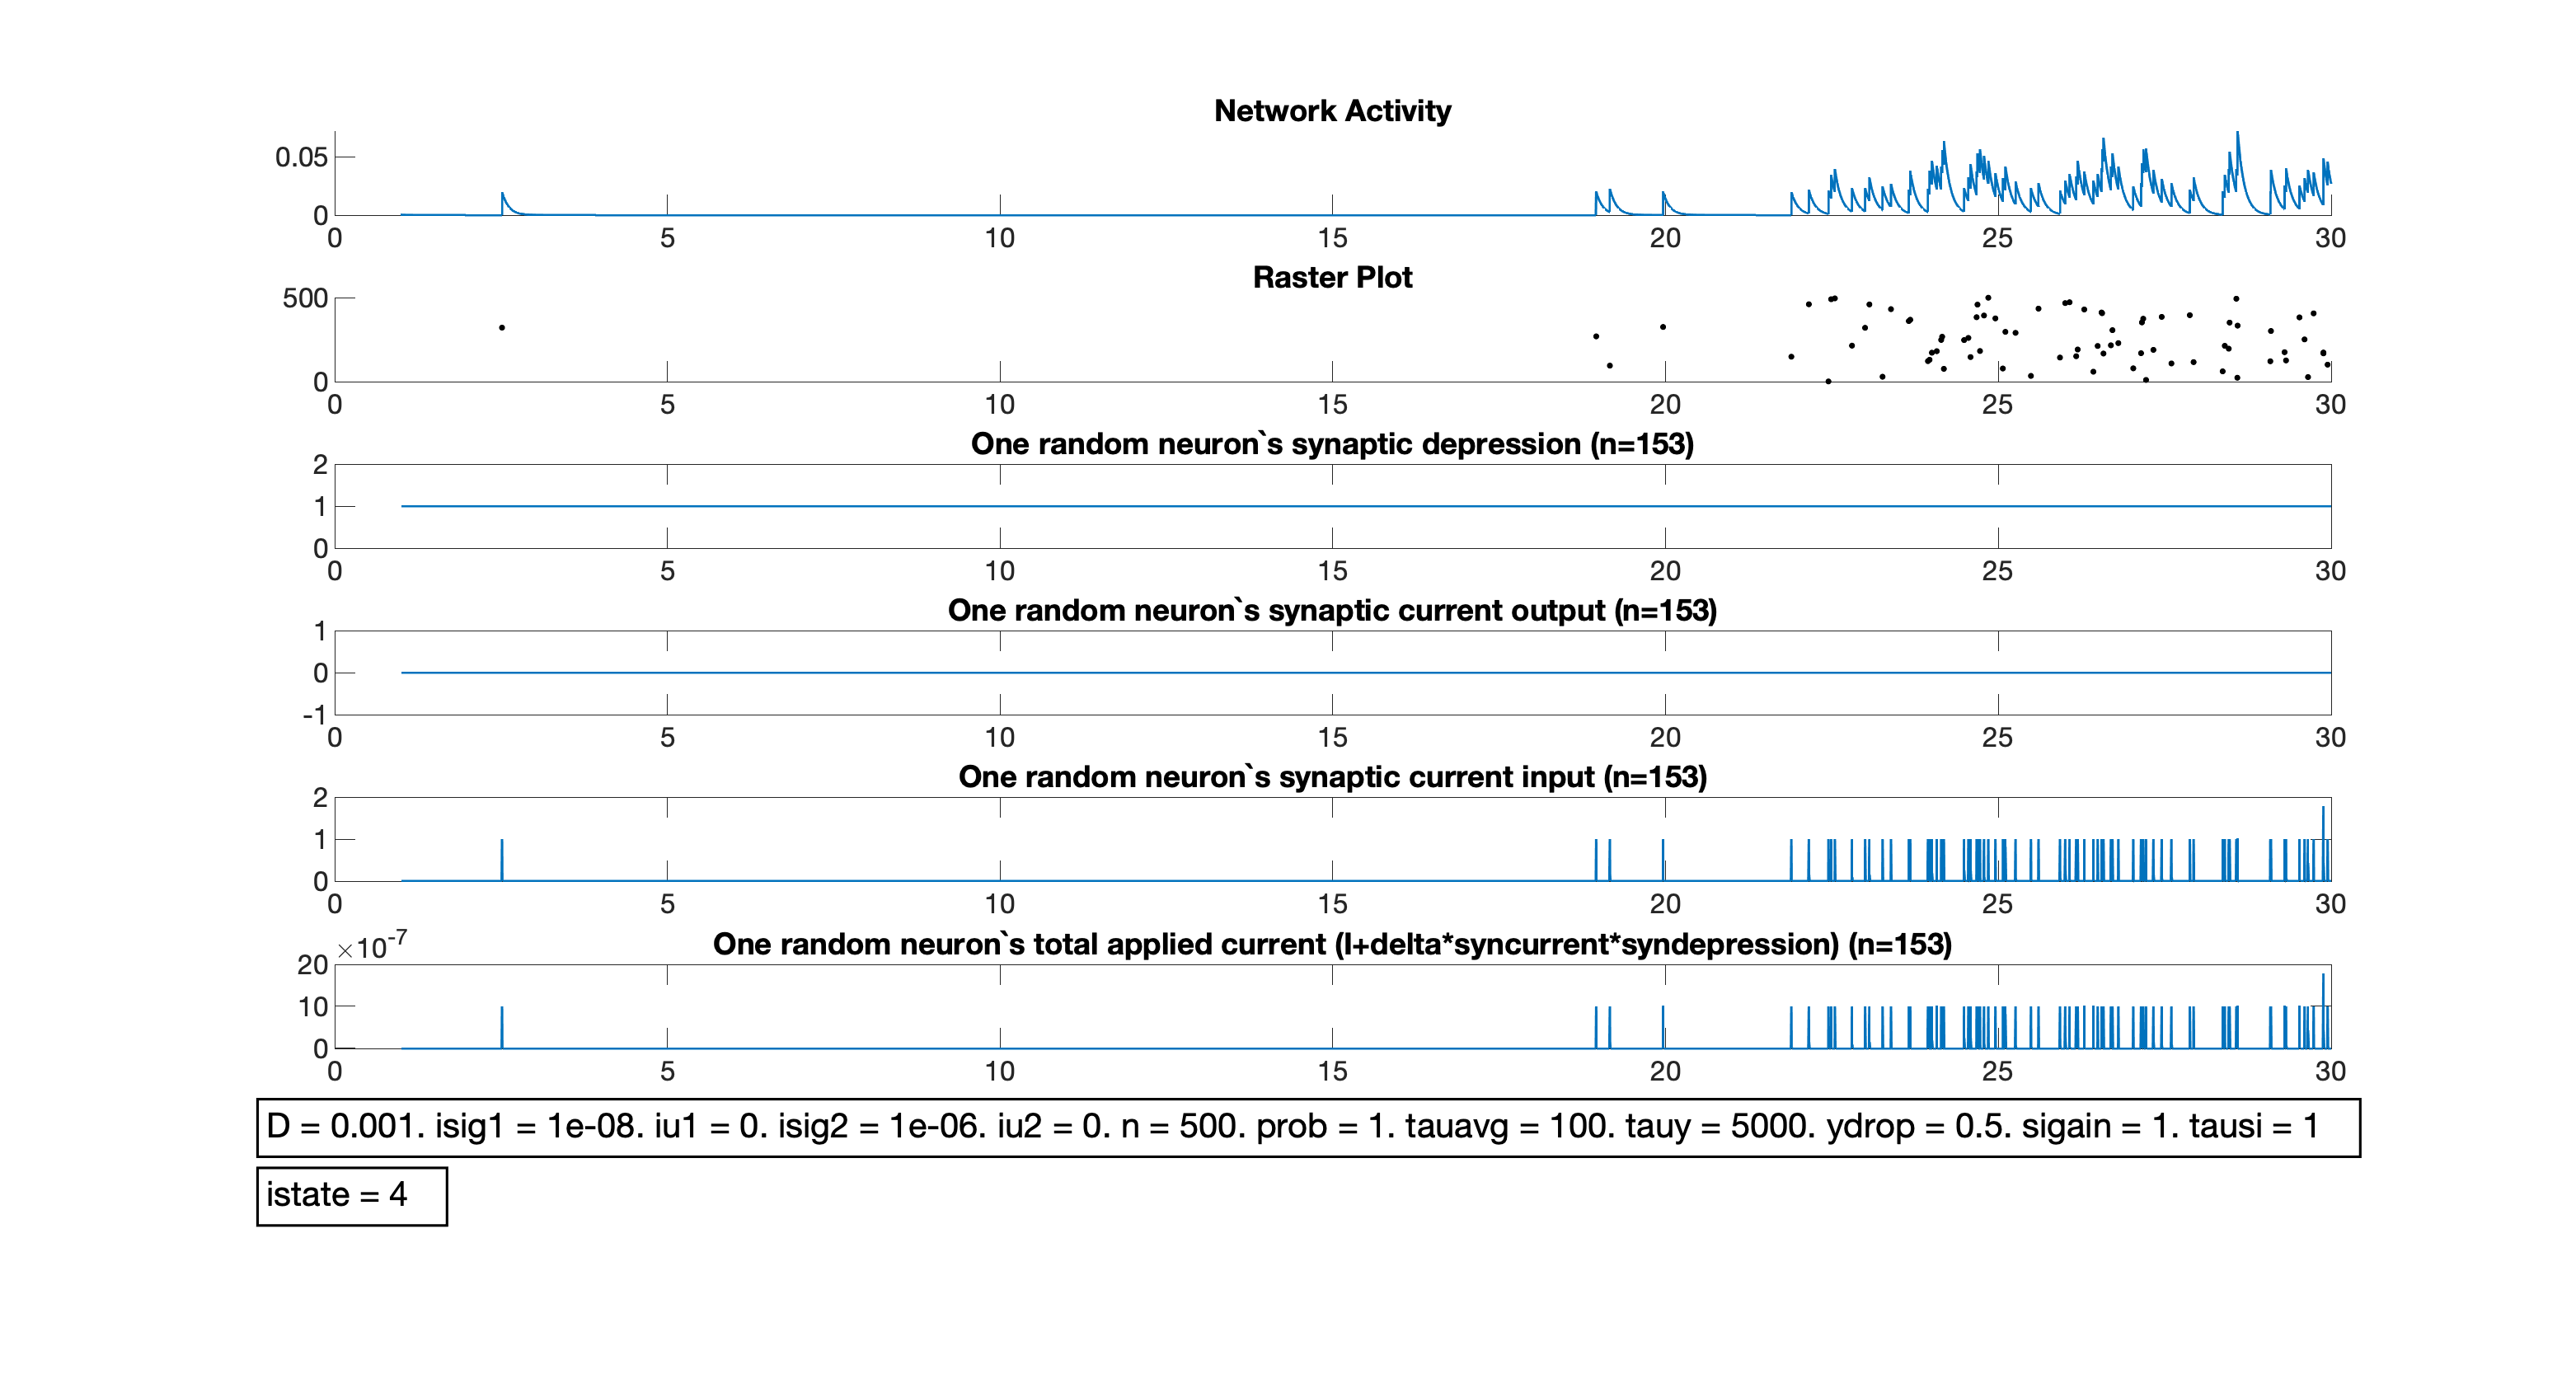 Network Activity
0.05
0
0 5 10 15 20 25 30
Raster Plot
500
0
0 5 10 15 20 25 30
One random neuron`s synaptic depression (n=153)
2
1
0
0 5 10 15 20 25 30
One random neuron`s synaptic current output (n=153)
1
0
-1
0 5 10 15 20 25 30
One random neuron`s synaptic current input (n=153)
2
1
0
0 5 10 15 20 25 30
×10-7
One random neuron`s total applied current (I+delta*syncurrent*syndepression) (n=153)
20
10
0
0 5 10 15 20 25 30
D = 0.001. isig1 = 1e-08. iu1 = 0. isig2 = 1e-06. iu2 = 0. n = 500. prob = 1. tauavg = 100. tauy = 5000. ydrop = 0.5. sigain = 1. tausi = 1
istate = 4